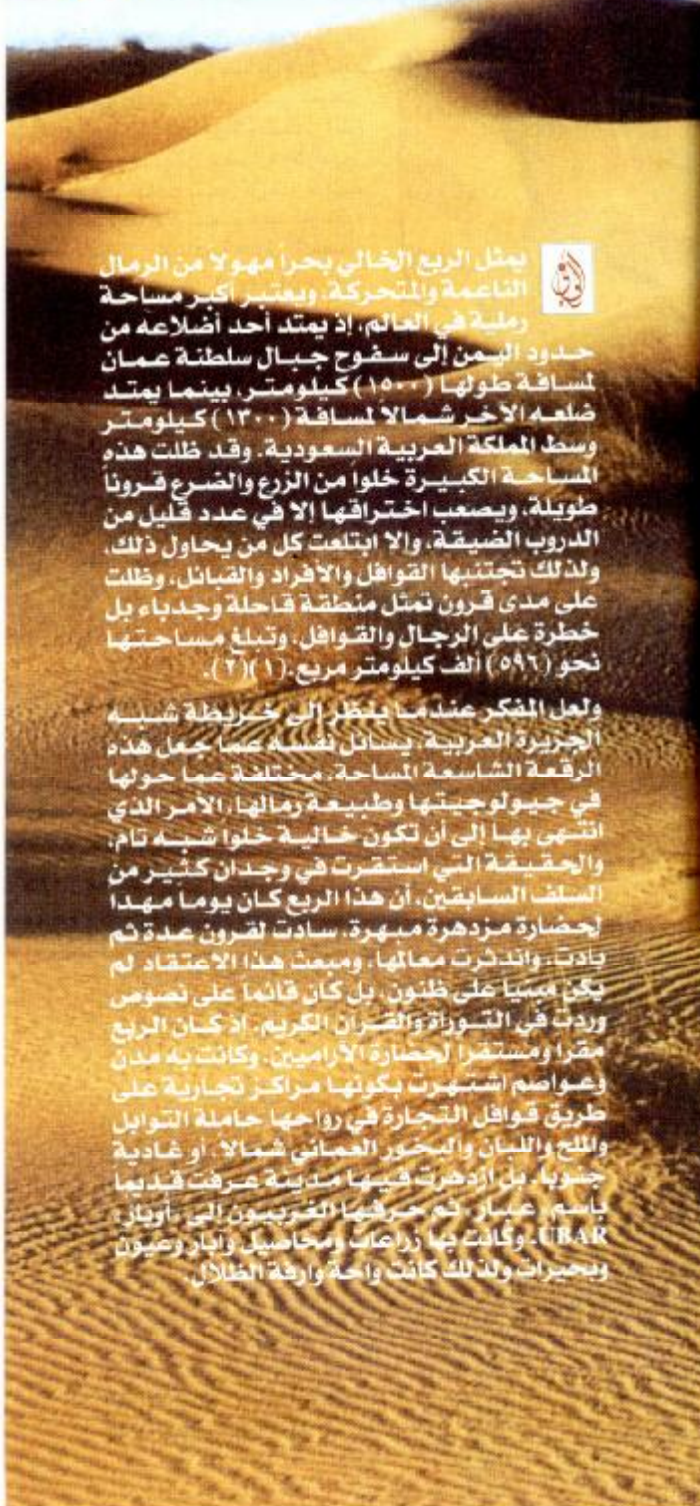 يمثل الربع الخالي بحراً مهولاً من الرمال
الناعمة والمتحركة، ويعتبر أكبر مساحة
رملية في العالم، إذ يمتد أحد أضلاعه من
حدود اليمن إلى سفوح جبال سلطنة عمان
لمسافة طولها (١٥٠٠) كيلومتر، بينما يمتد
ضلعه الآخر شمالاً لمسافة (١٣٠٠) كيلومتر
وسط المملكة العربية السعودية. وقد ظلت هذه
المساحة الكبيرة خلواً من الزرع والضرع قروناً
طويلة، ويصعب اختراقها إلا في عدد قليل من
الدروب الضيقة، وإلا ابتلعت كل من يحاول ذلك،
ولذلك تجتنبها القوافل والأفراد والقبائل، وظلت
على مدى قرون تمثل منطقة قاحلة وجدباء بل
خطرة على الرجال والقوافل، وتبلغ مساحتها
نحو (٥٩٦) ألف كيلومتر مربع.(١)(٢).
ولعل المفكر عندما ينظر إلى خريطة شبه
الجزيرة العربية، يسائل نفسه عما جعل هذه
الرقعة الشاسعة المساحة، مختلفة عما حولها
في جيولوجيتها وطبيعة رمالها، الأمر الذي
انتهى بها إلى أن تكون خالية خلوا شبه تام،
والحقيقة التي استقرت في وجدان كثير من
السلف السابقين، أن هذا الربع كان يوماً مهدا
لحضارة مزدهرة مبهرة، سادت لقرون عدة ثم
بادت، واندثرت معالمها، ومبعث هذا الاعتقاد لم
يكن مبنيا على ظنون، بل كان قائما على نصوص
وردت في التوراة والقرآن الكريم، إذ كان الربع
مقرا ومستقرا لحضارة الآراميين، وكانت به مدن
وعواصم اشتهرت بكونها مراكز تجارية على
طريق قوافل التجارة في رواحها حاملة التوابل
والملح واللبان والبخور العماني شمالا، أو غادية
جنوبا، بل ازدهرت فيها مدينة عرفت قديماً
باسم «عبار» ثم حرفها الغربيون إلى «أوبار»
UBAR، وكانت بها زراعات ومحاصيل وآبار وعيون
وبحيرات ولذلك كانت واحة وارفة الظلال.